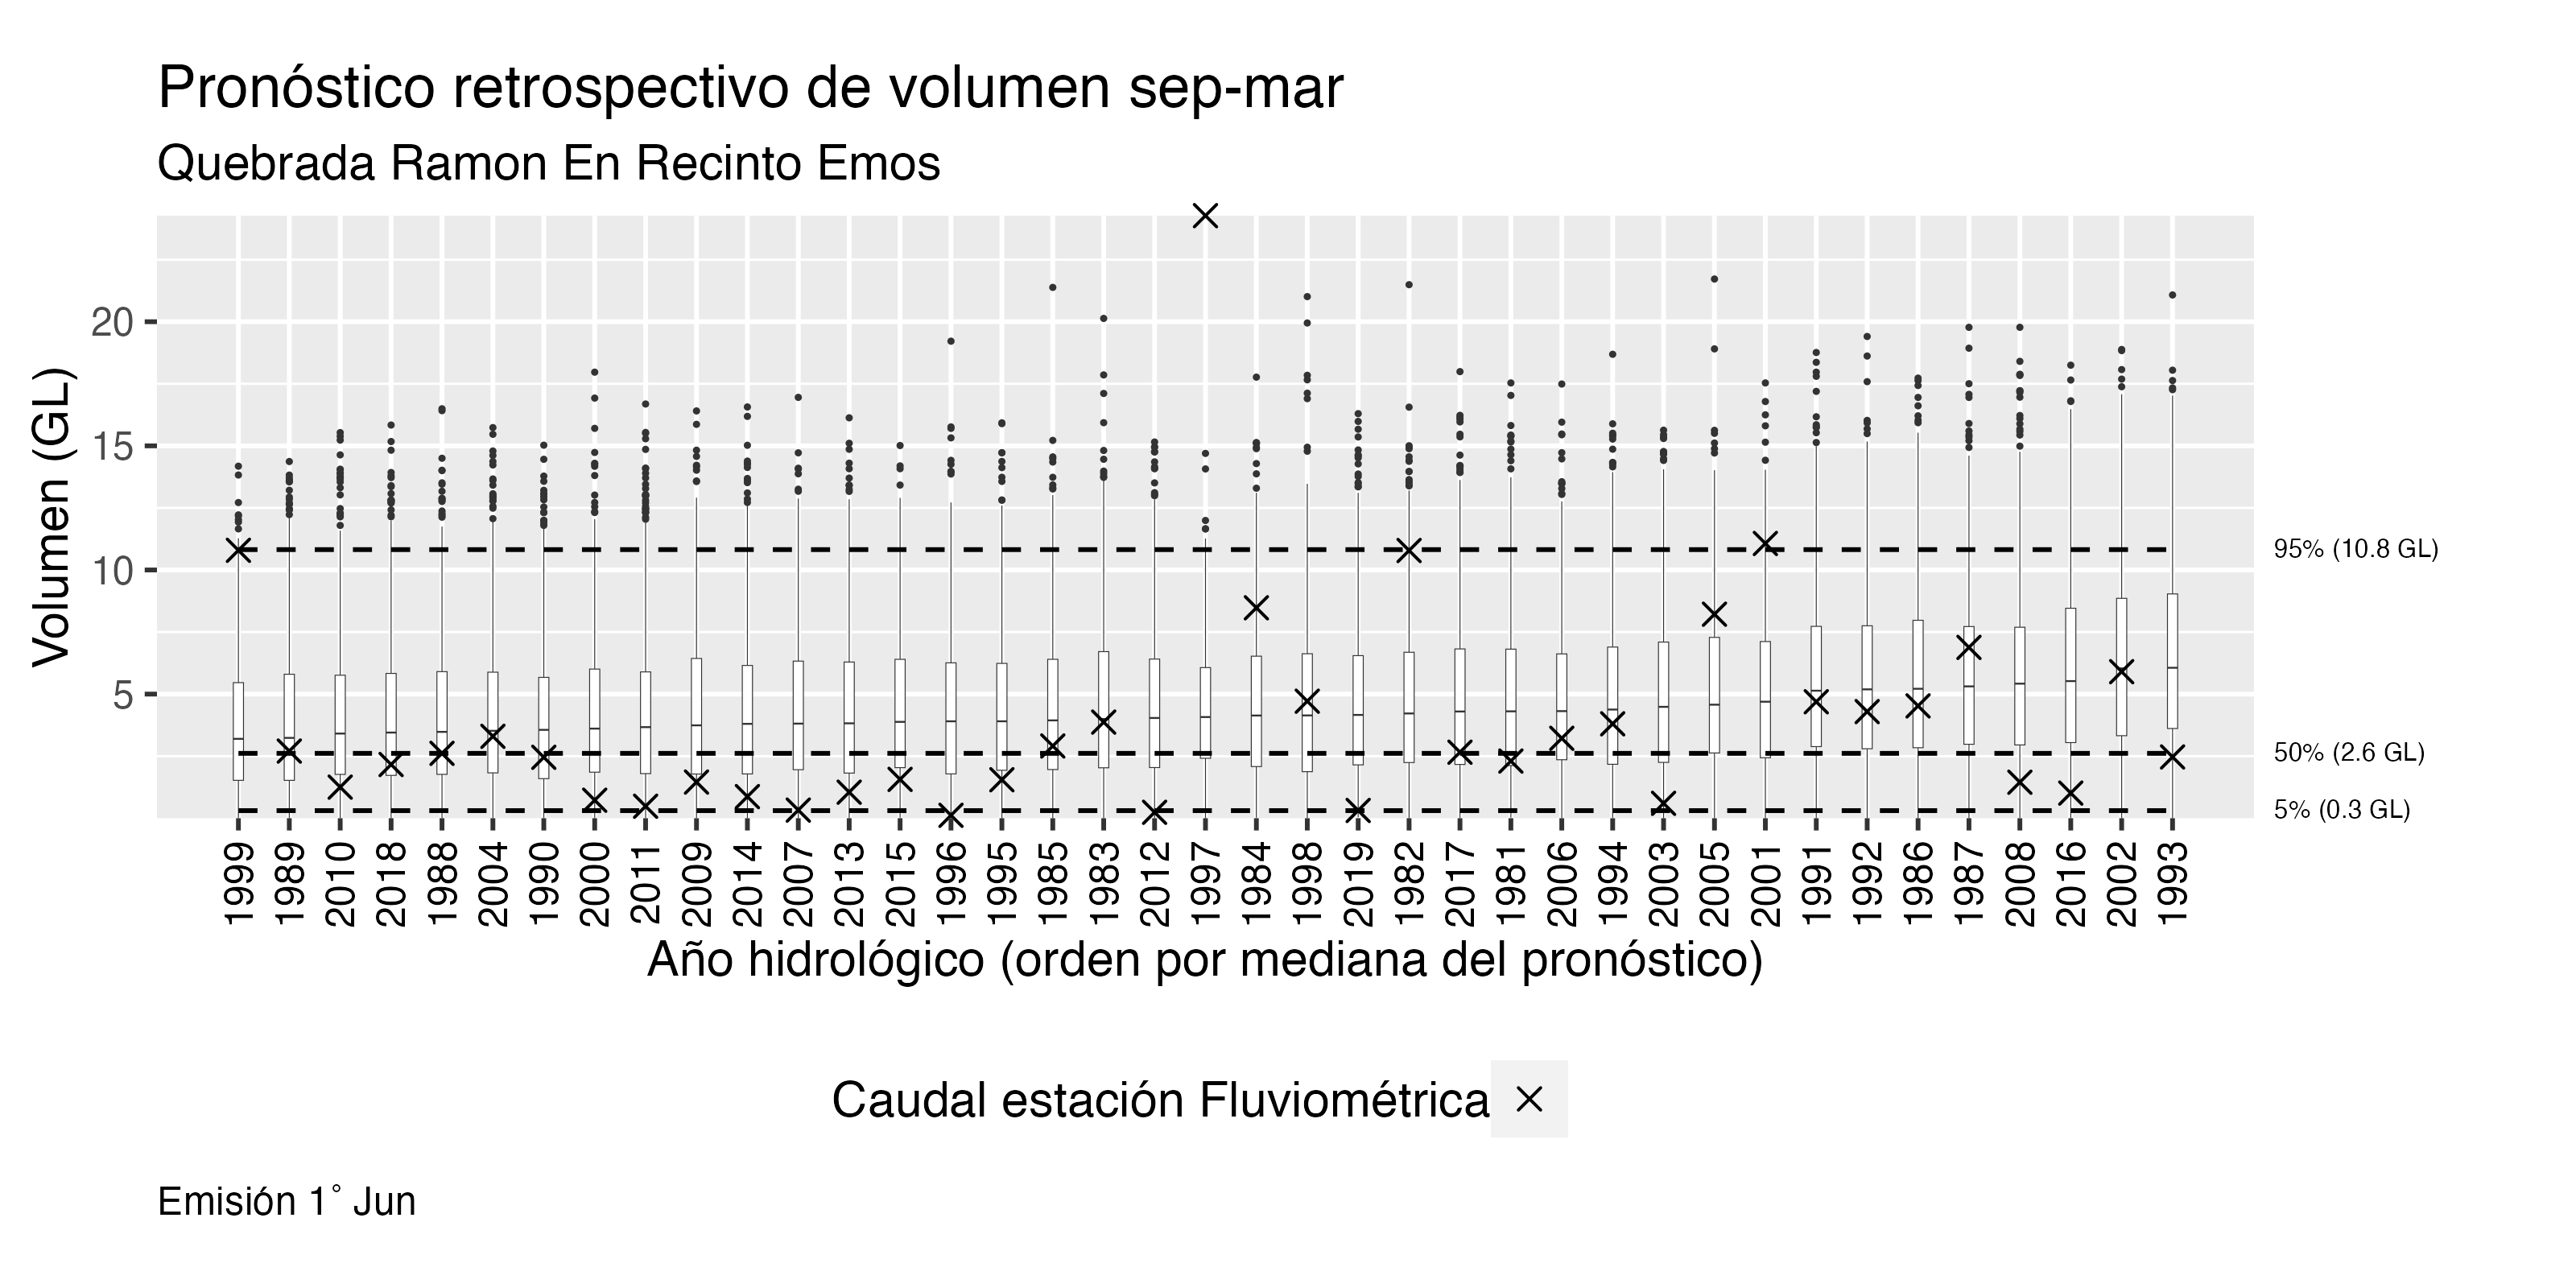 Pronóstico retrospectivo de volumen sep-mar
Quebrada Ramon En Recinto Emos
Volumen (GL)
20
15
10
5
95% (10.8 GL)
50% (2.6 GL)
5% (0.3 GL)
1999 1989 2010 2018 1988 2004 1990 2000 2011 2009 2014 2007 2013 2015 1996 1995 1985 1983 2012 1997 1984 1998 2019 1982 2017 1981 2006 1994 2003 2005 2001 1991 1992 1986 1987 2008 2016 2002 1993
Año hidrológico (orden por mediana del pronóstico)
Caudal estación Fluviométrica
Emisión 1° Jun